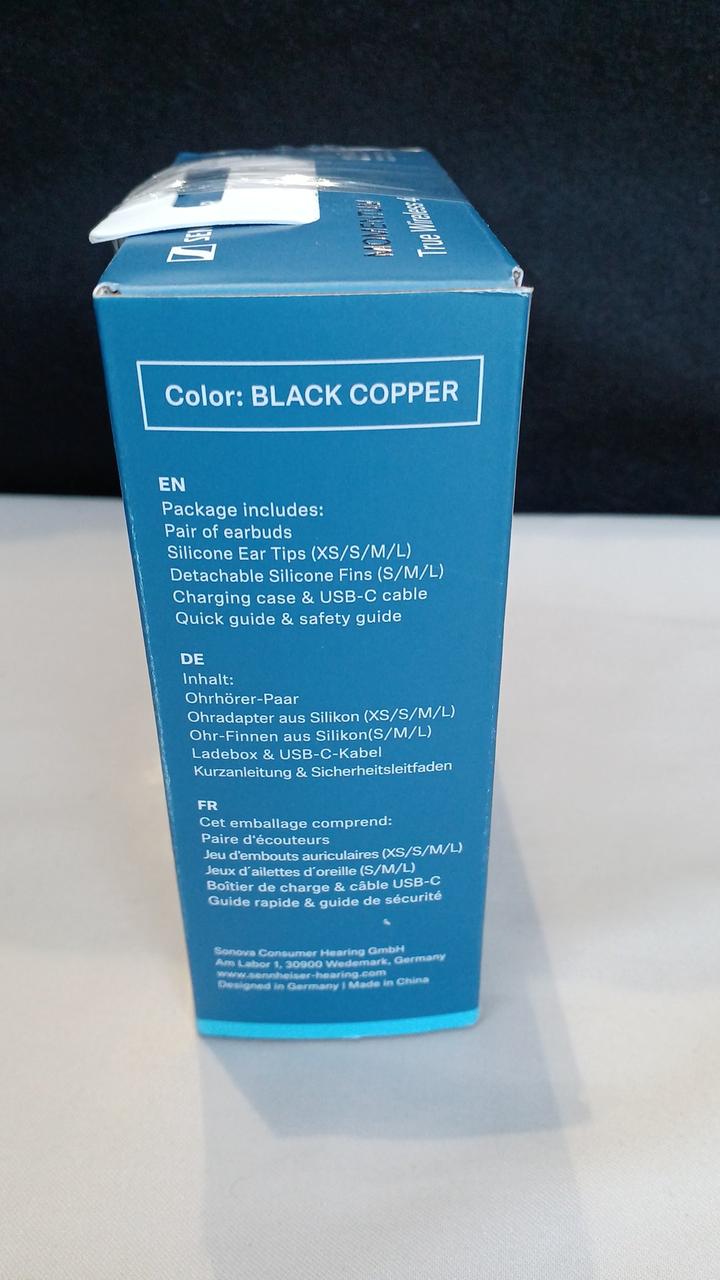 MOMENTUM
True Wireless 4
Color: BLACK COPPER
EN
Package includes:
Pair of earbuds
Silicone Ear Tips (XS/S/M/L)
Detachable Silicone Fins (S/M/L)
Charging case & USB-C cable
Quick guide & safety guide
DE
Inhalt:
Ohrhörer-Paar
Ohradapter aus Silikon (XS/S/M/L)
Ohr-Finnen aus Silikon(S/M/L)
Ladebox & USB-C-Kabel
Kurzanleitung & Sicherheitsleitfaden
FR
Cet emballage comprend:
Paire d'écouteurs
Jeu d'embouts auriculaires (XS/S/M/L)
Jeux d´ailettes d´oreille (S/M/L)
Boîtier de charge & câble USB-C
Guide rapide & guide de sécurité
Sonova Consumer Hearing GmbH
Am Labor 1, 30900 Wedemark, Germany
www.sennheiser-hearing.com
Designed in Germany | Made in China